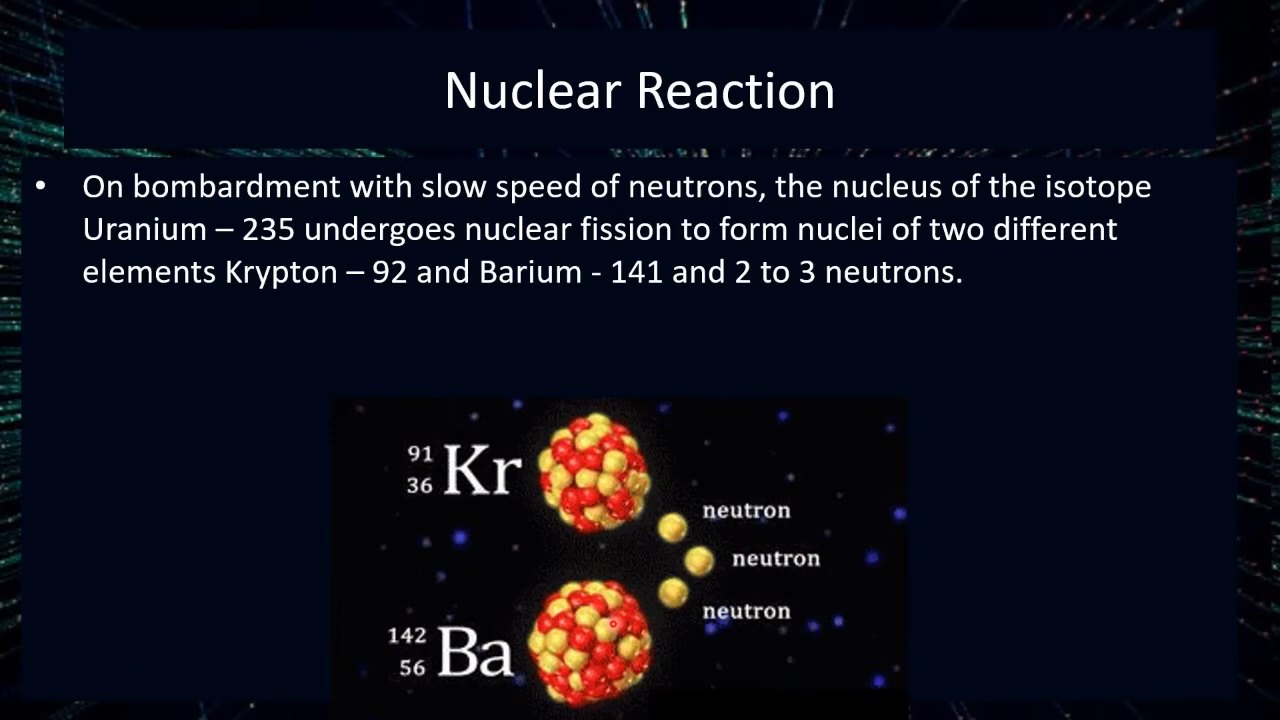 Nuclear Reaction
• On bombardment with slow speed of neutrons, the nucleus of the isotope
Uranium – 235 undergoes nuclear fission to form nuclei of two different
elements Krypton – 92 and Barium - 141 and 2 to 3 neutrons.
91
36 Kr
neutron
neutron
neutron
142
56 Ba